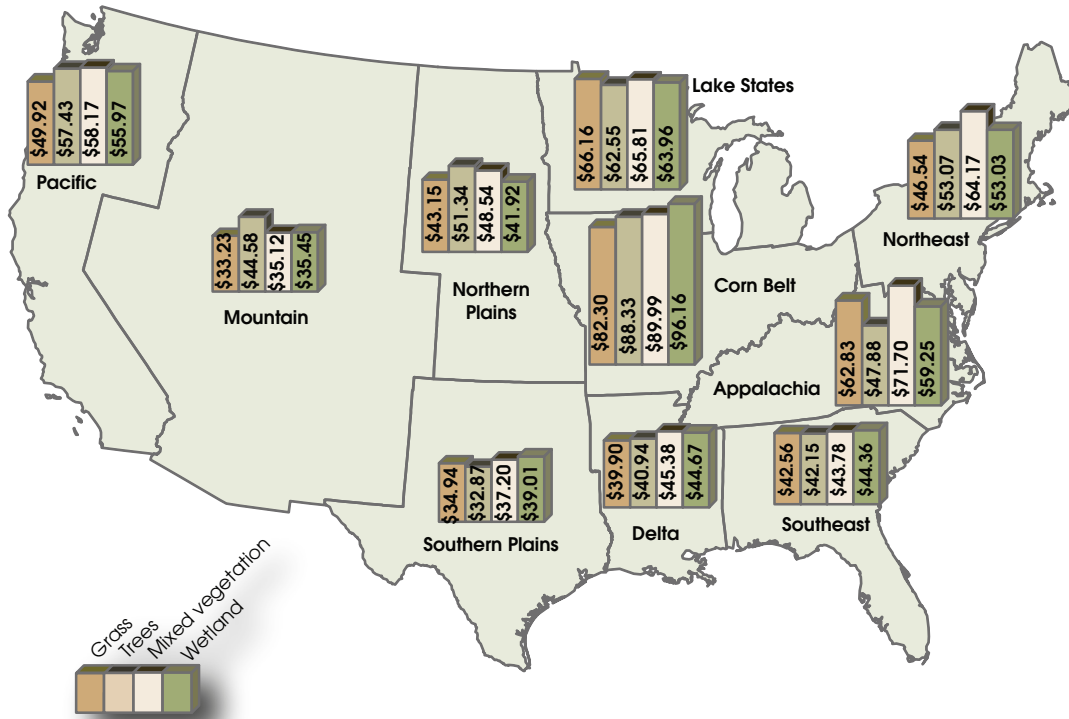 $49.92
$57.43
$58.17
$55.97
Pacific
$33.23
$44.58
$35.12
$35.45
Mountain
$43.15
$51.34
$48.54
$41.92
Northern
Plains
$66.16
$62.55
$65.81
$63.96
Lake States
$82.30
$88.33
$89.99
$96.16
Corn Belt
$46.54
$53.07
$64.17
$53.03
Northeast
$62.83
$47.88
$71.70
$59.25
Appalachia
$34.94
$32.87
$37.20
$39.01
Southern Plains
$39.90
$40.94
$45.38
$44.67
Delta
$42.56
$42.15
$43.78
$44.36
Southeast
Grass
Trees
Mixed vegetation
Wetland